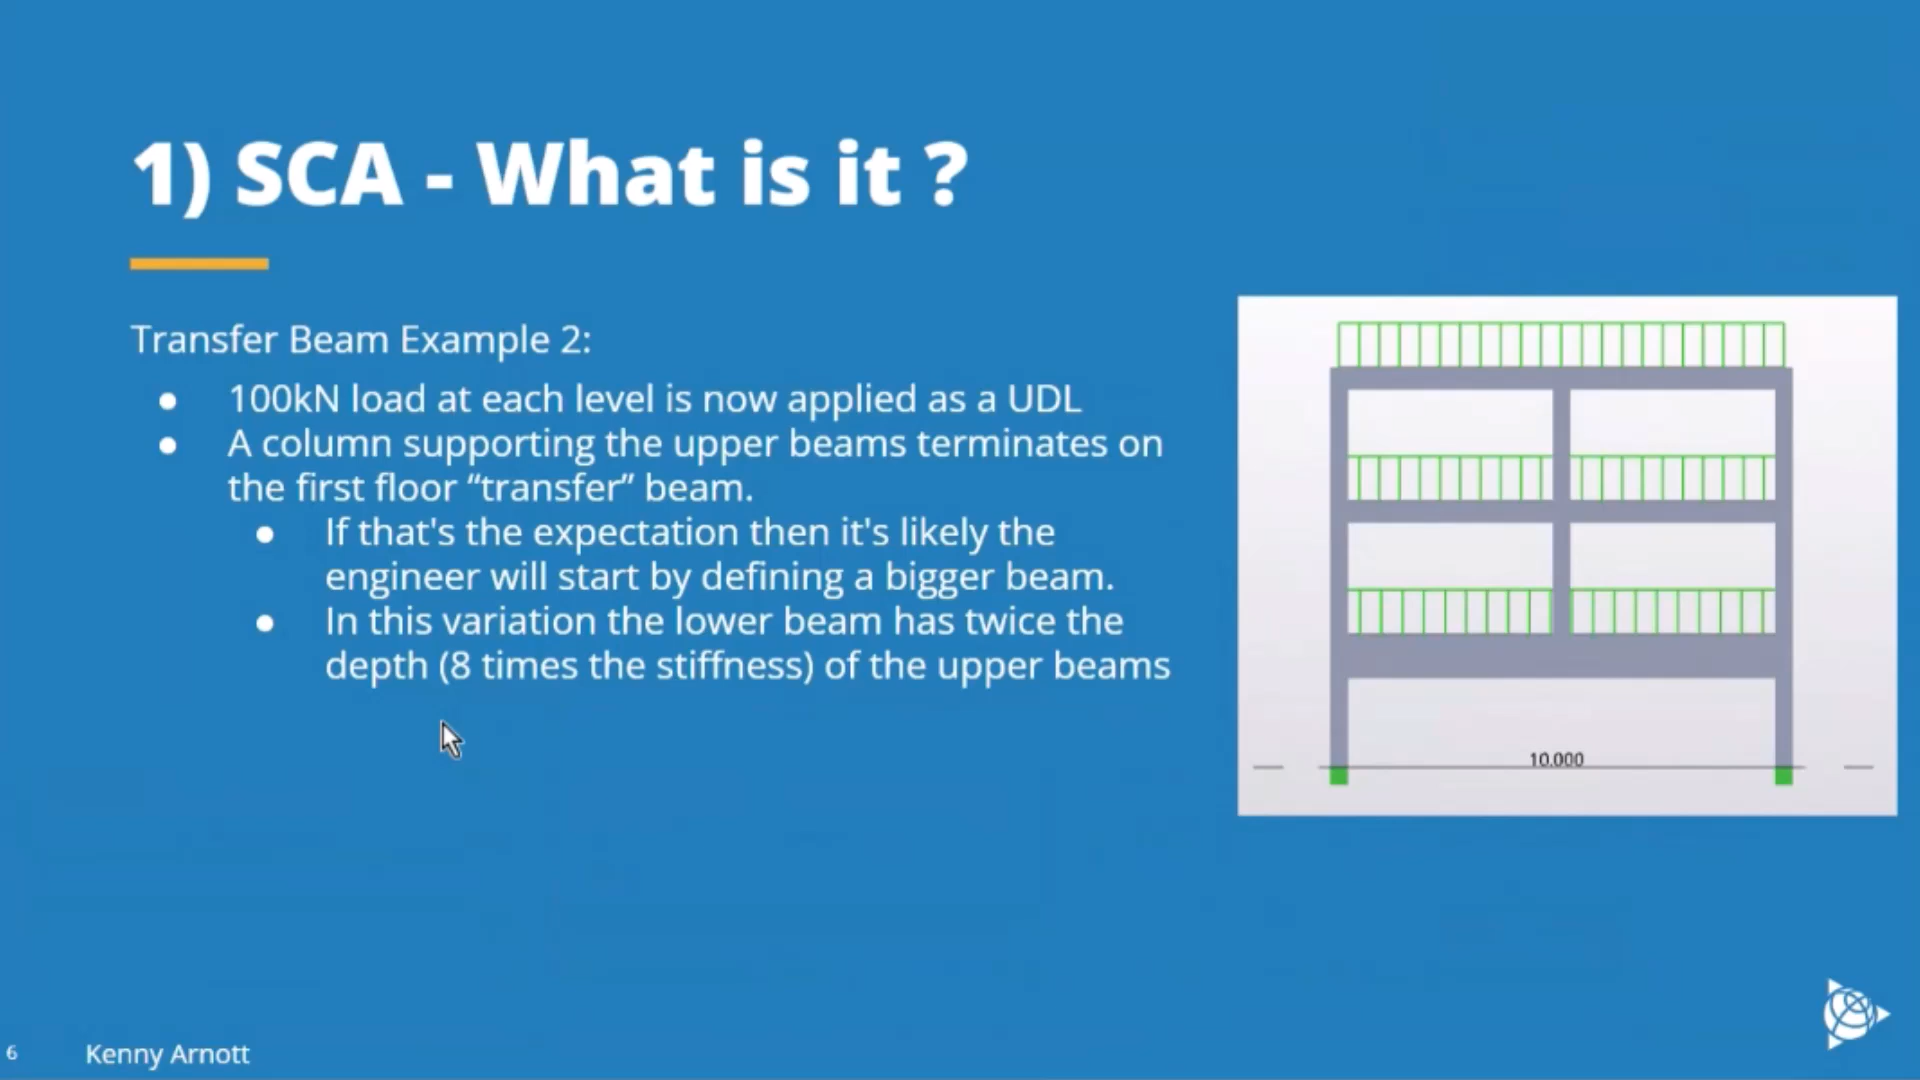 1) SCA - What is it ?
Transfer Beam Example 2:
● 100kN load at each level is now applied as a UDL
● A column supporting the upper beams terminates on
the first floor “transfer” beam.
● If that's the expectation then it's likely the
engineer will start by defining a bigger beam.
● In this variation the lower beam has twice the
depth (8 times the stiffness) of the upper beams
10.000
6 Kenny Arnott